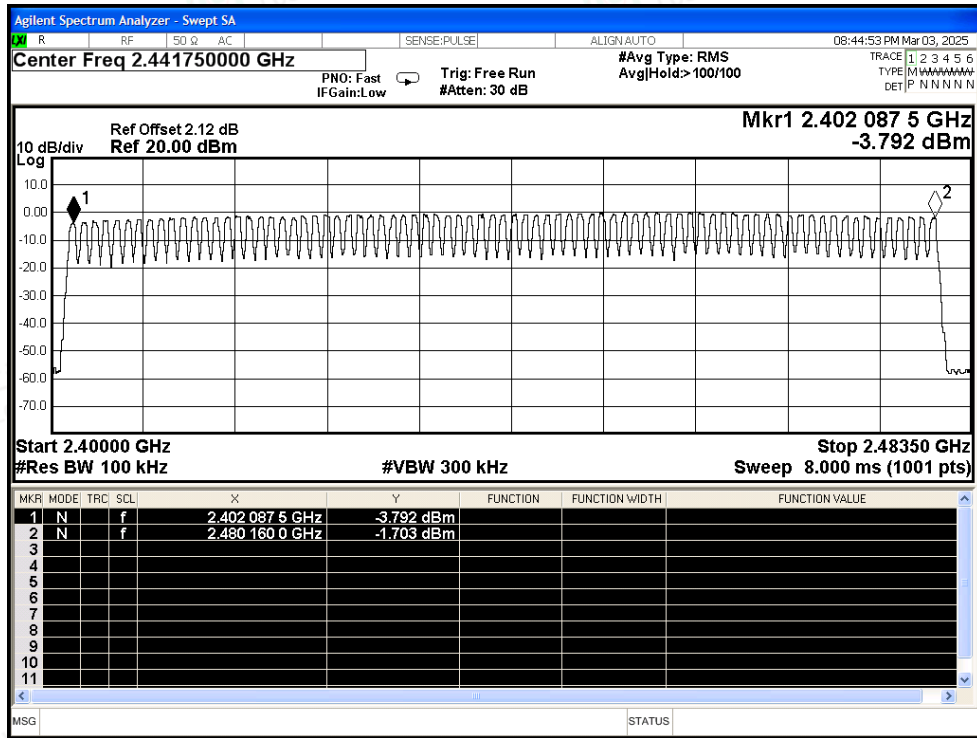 Agilent Spectrum Analyzer - Swept SA
LXI R RF 50 Ω AC SENSE:PULSE ALIGN AUTO 08:44:53 PM Mar 03, 2025
Center Freq 2.441750000 GHz
PNO: Fast
IFGain:Low
Trig: Free Run
#Atten: 30 dB
#Avg Type: RMS
Avg|Hold:>100/100
TRACE 1 2 3 4 5 6
TYPE M
DET P N N N N N
Mkr1 2.402 087 5 GHz
-3.792 dBm
Ref Offset 2.12 dB
10 dB/div Ref 20.00 dBm
Log
10.0
0.00
-10.0
-20.0
-30.0
-40.0
-50.0
-60.0
-70.0
1
2
Start 2.40000 GHz Stop 2.48350 GHz
#Res BW 100 kHz #VBW 300 kHz Sweep 8.000 ms (1001 pts)
MKR MODE TRC SCL X Y FUNCTION FUNCTION WIDTH FUNCTION VALUE
1 N f 2.402 087 5 GHz -3.792 dBm
2 N f 2.480 160 0 GHz -1.703 dBm
3
4
5
6
7
8
9
10
11
MSG STATUS